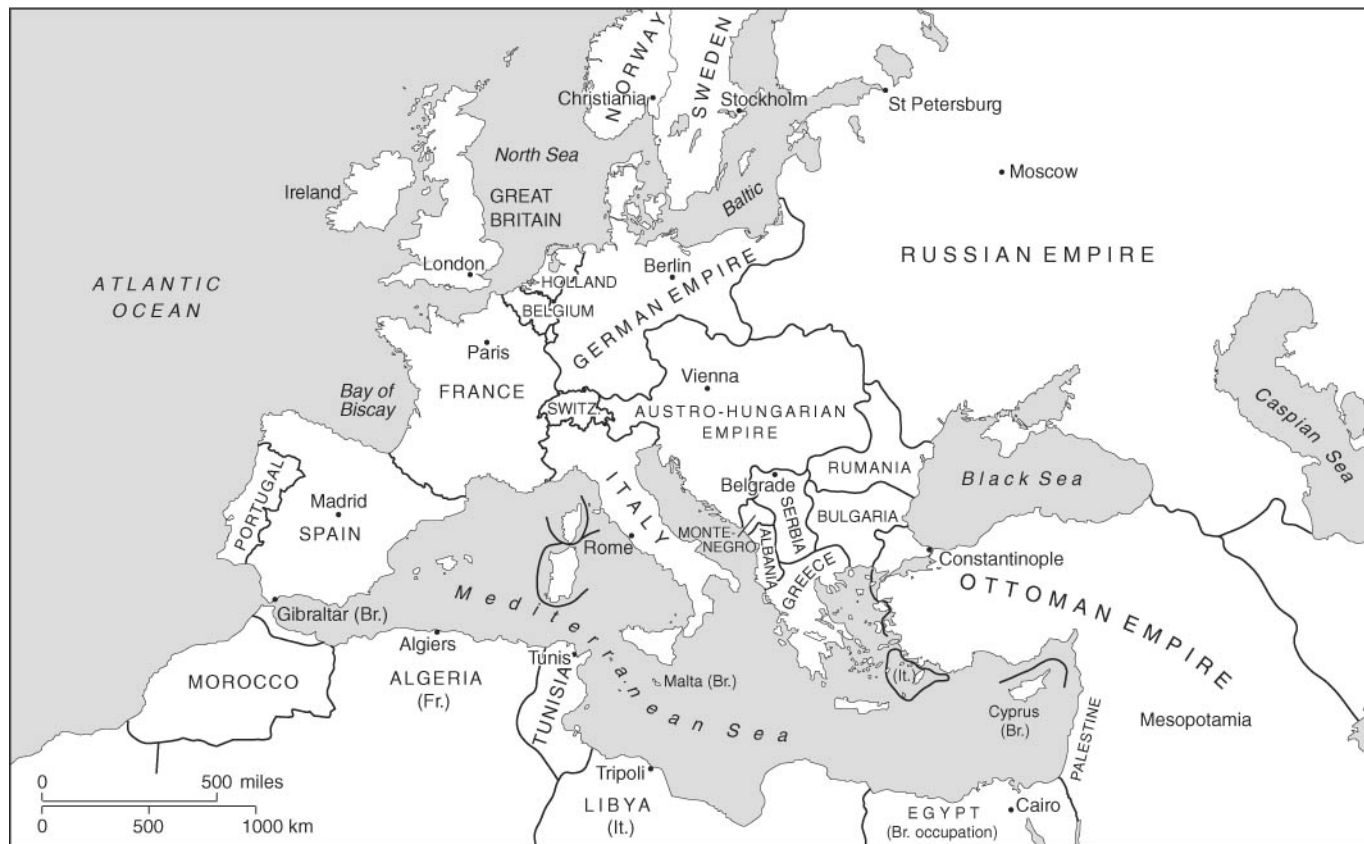 NORWAY
SWEDEN
Christiania
Stockholm
St Petersburg
North Sea
Moscow
Ireland
GREAT
BRITAIN
Baltic
RUSSIAN EMPIRE
London
HOLLAND
Berlin
ATLANTIC
OCEAN
BELGIUM
GERMAN EMPIRE
Paris
Vienna
Bay of
Biscay
FRANCE
SWITZ.
AUSTRO-HUNGARIAN
EMPIRE
Caspian Sea
RUMANIA
Black Sea
PORTUGAL
Madrid
SPAIN
ITALY
Belgrade
SERBIA
BULGARIA
MONTE-
NEGRO
Rome
ALBANIA
GREECE
Constantinople
OTTOMAN EMPIRE
Gibraltar (Br.)
Mediterranean Sea
Algiers
Tunis
MOROCCO
ALGERIA
(Fr.)
TUNISIA
Malta (Br.)
(It.)
Cyprus
(Br.)
PALESTINE
Mesopotamia
Tripoli
LIBYA
(It.)
EGYPT
(Br. occupation)
Cairo
0 500 miles
0 500 1000 km